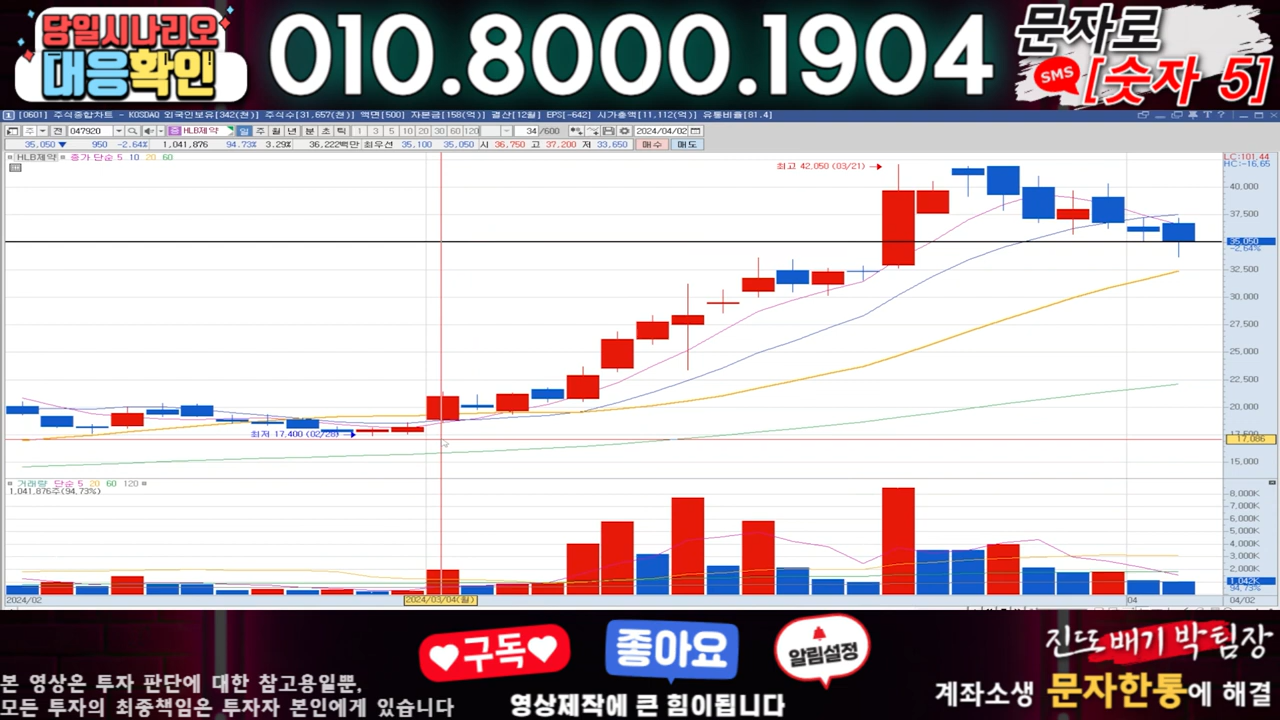 당일시나리오
대응확인
010.8000.1904
문자로
SMS
[숫자 5]
[0601] 주식종합차트 - KOSDAQ 외국인보유[342(천)] 주식수[31,657(천)] 액면[500] 자본금[158(억)] 결산[12월] EPS[-642] 시가총액[11,112(억)] 유통비율[81.4]
주 전 047920 HLB제약 일 주 월 년 분 초 틱 1 3 5 10 20 30 60 120 34 /600 2024/04/02
35,050 ▼ 950 -2.64% 1,041,876 94.73% 3.29% 36,222백만 최우선 35,100 35,050 시 36,750 고 37,200 저 33,650 매수 매도
HLB제약 종가 단순 5 10 20 60
LC:101.44
HC:-16.65
최고 42,050 (03/21)
40,000
37,500
35,050
-2.64%
32,500
30,000
27,500
25,000
22,500
20,000
최저 17,400 (02/28)
17,086
15,000
거래량 단순 5 20 60 120
1,041,876주(94.73%)
8,000K
7,000K
6,000K
5,000K
4,000K
3,000K
2,000K
1,042K
94.73%
2024/02 2024/03/04(월) 04 04/02
구독
좋아요
알림설정
진또배기 박팀장
본 영상은 투자 판단에 대한 참고용일뿐,
모든 투자의 최종책임은 투자자 본인에게 있습니다
영상제작에 큰 힘이됩니다
계좌소생 문자한통에 해결